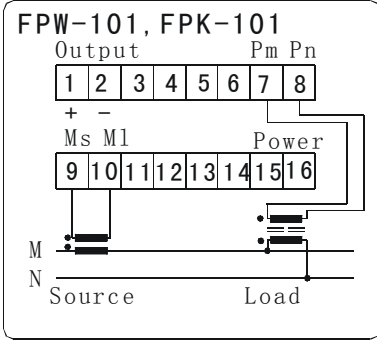 FPW-101, FPK-101
Output Pm Pn
1 2 3 4 5 6 7 8
+ -
Ms Ml Power
9 10 11 12 13 14 15 16
M
N
Source Load